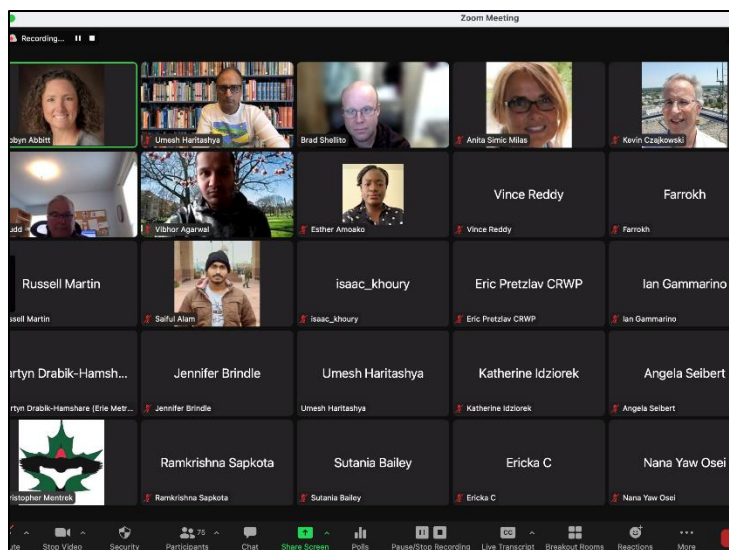 Zoom Meeting
Recording...
obyn Abbitt
Umesh Haritashya
Brad Shellito
Anita Simic Milas
Kevin Czajkowski
udd
Vibhor Agarwal
Esther Amoako
Vince Reddy
Vince Reddy
Farrokh
Farrokh
Russell Martin
ssell Martin
Saiful Alam
isaac_khoury
isaac_khoury
Eric Pretzlav CRWP
Eric Pretzlav CRWP
Ian Gammarino
Ian Gammarino
rtyn Drabik-Hamsh...
rtyn Drabik-Hamshare (Erie Metr...
Jennifer Brindle
Jennifer Brindle
Umesh Haritashya
Umesh Haritashya
Katherine Idziorek
Katherine Idziorek
Angela Seibert
Angela Seibert
ristopher Mentrek
Ramkrishna Sapkota
Ramkrishna Sapkota
Sutania Bailey
Sutania Bailey
Ericka C
Ericka C
Nana Yaw Osei
Nana Yaw Osei
ute Stop Video Security Participants 75 Chat Share Screen Polls Pause/Stop Recording CC Live Transcript Breakout Rooms Reactions More